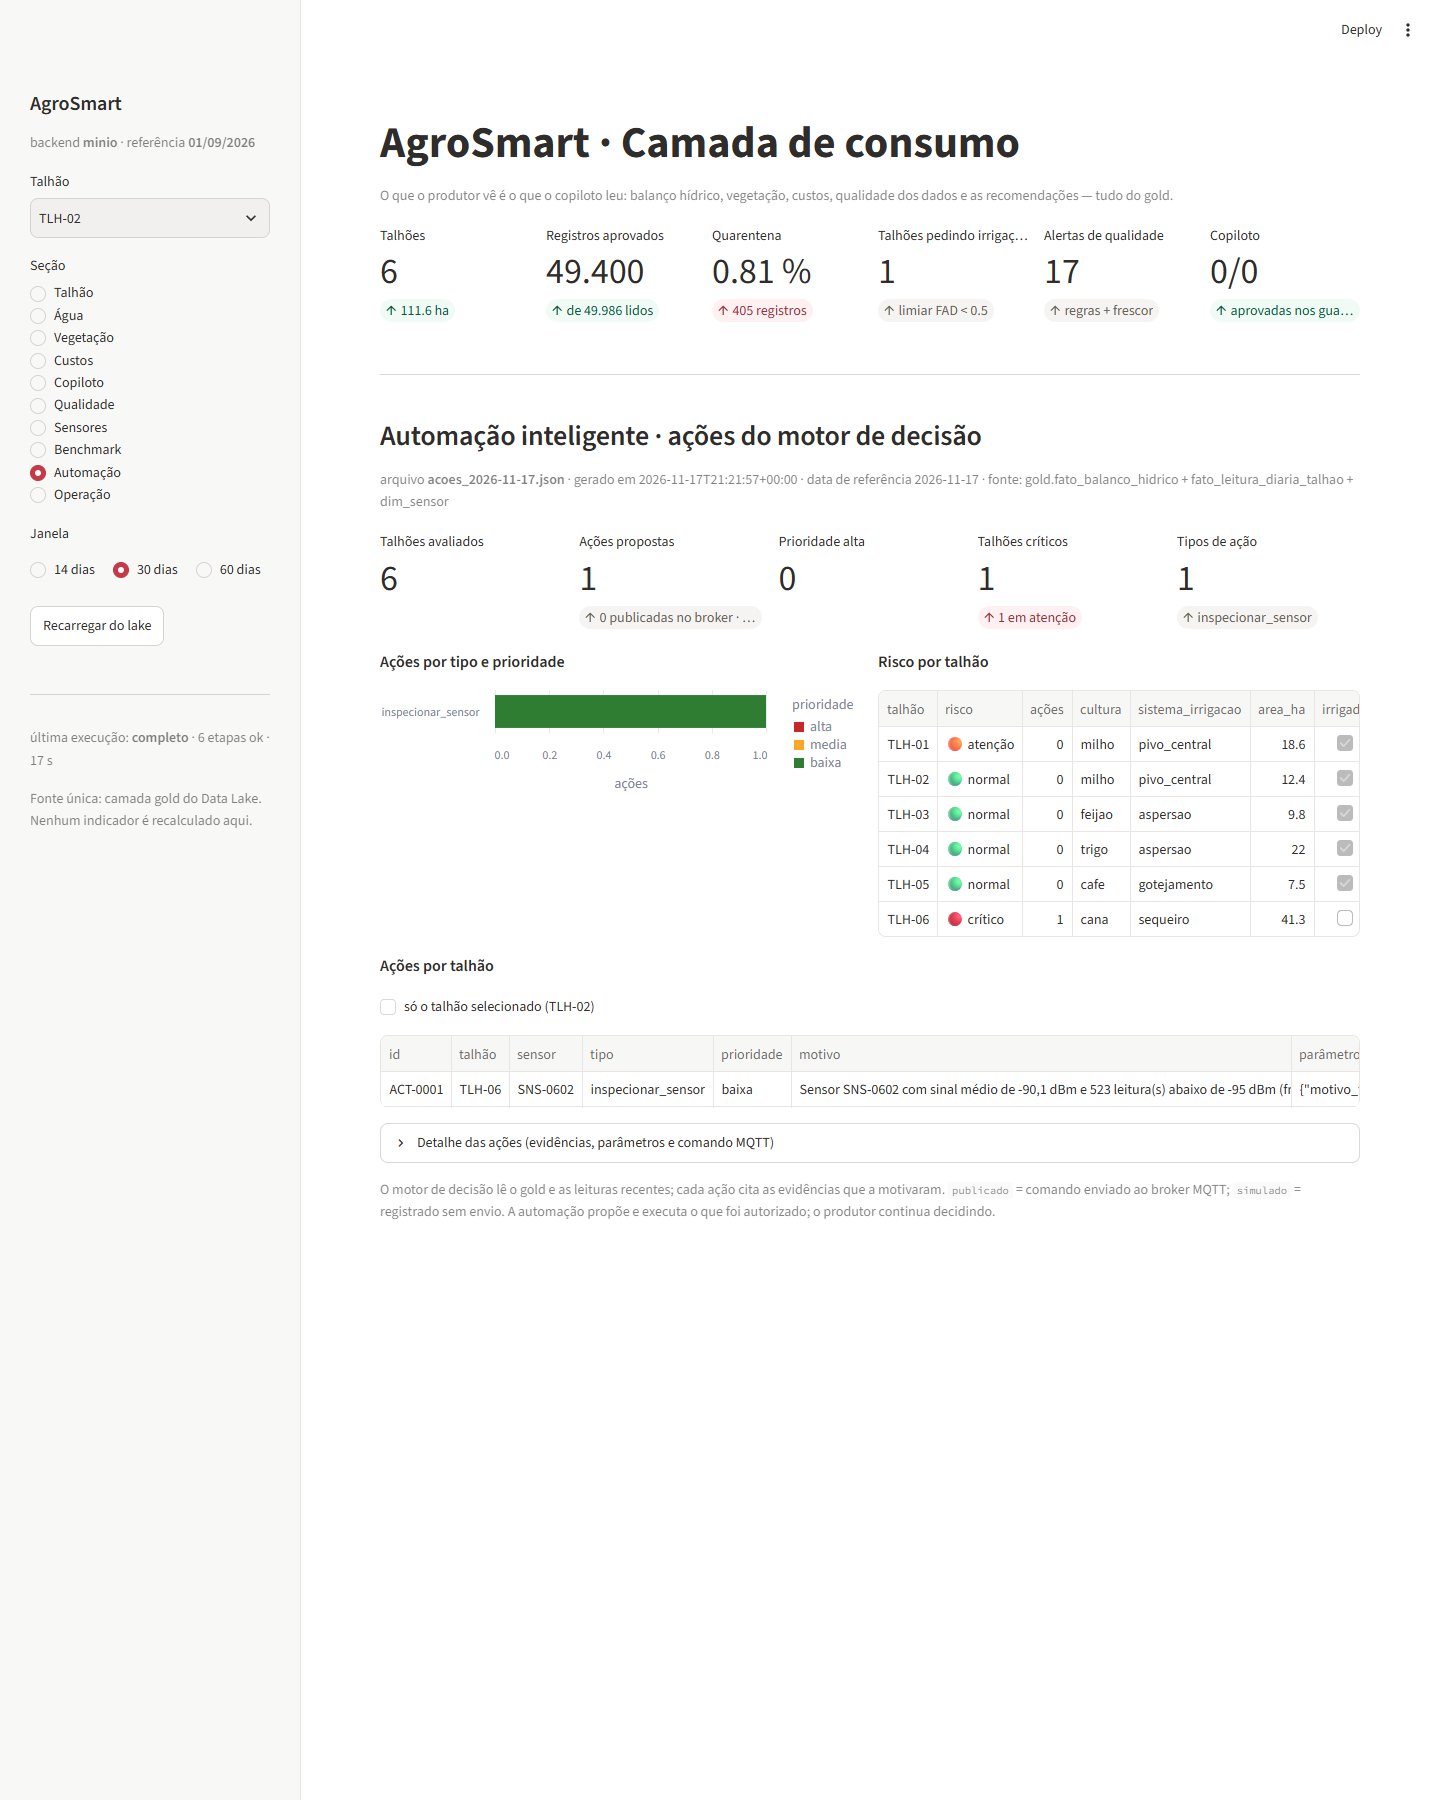 Deploy
AgroSmart
backend minio · referência 01/09/2026
Talhão
TLH-02
Seção
Talhão
Água
Vegetação
Custos
Copiloto
Qualidade
Sensores
Benchmark
Automação
Operação
Janela
14 dias 30 dias 60 dias
Recarregar do lake
última execução: completo · 6 etapas ok ·
17 s
Fonte única: camada gold do Data Lake.
Nenhum indicador é recalculado aqui.
AgroSmart · Camada de consumo
O que o produtor vê é o que o copiloto leu: balanço hídrico, vegetação, custos, qualidade dos dados e as recomendações — tudo do gold.
Talhões Registros aprovados Quarentena Talhões pedindo irrigaç... Alertas de qualidade Copiloto
6 49.400 0.81 % 1 17 0/0
↑ 111.6 ha ↑ de 49.986 lidos ↑ 405 registros ↑ limiar FAD < 0.5 ↑ regras + frescor ↑ aprovadas nos gua...
Automação inteligente · ações do motor de decisão
arquivo acoes_2026-11-17.json · gerado em 2026-11-17T21:21:57+00:00 · data de referência 2026-11-17 · fonte: gold.fato_balanco_hidrico + fato_leitura_diaria_talhao +
dim_sensor
Talhões avaliados Ações propostas Prioridade alta Talhões críticos Tipos de ação
6 1 0 1 1
↑ 0 publicadas no broker · ... ↑ 1 em atenção ↑ inspecionar_sensor
Ações por tipo e prioridade
inspecionar_sensor
0.0 0.2 0.4 0.6 0.8 1.0
ações
prioridade
alta
media
baixa
Risco por talhão
talhão risco ações cultura sistema_irrigacao area_ha irrigad
TLH-01 atenção 0 milho pivo_central 18.6
TLH-02 normal 0 milho pivo_central 12.4
TLH-03 normal 0 feijao aspersao 9.8
TLH-04 normal 0 trigo aspersao 22
TLH-05 normal 0 cafe gotejamento 7.5
TLH-06 crítico 1 cana sequeiro 41.3
Ações por talhão
só o talhão selecionado (TLH-02)
id talhão sensor tipo prioridade motivo parâmetro
ACT-0001 TLH-06 SNS-0602 inspecionar_sensor baixa Sensor SNS-0602 com sinal médio de -90,1 dBm e 523 leitura(s) abaixo de -95 dBm (fr {"motivo_
Detalhe das ações (evidências, parâmetros e comando MQTT)
O motor de decisão lê o gold e as leituras recentes; cada ação cita as evidências que a motivaram. publicado = comando enviado ao broker MQTT; simulado =
registrado sem envio. A automação propõe e executa o que foi autorizado; o produtor continua decidindo.